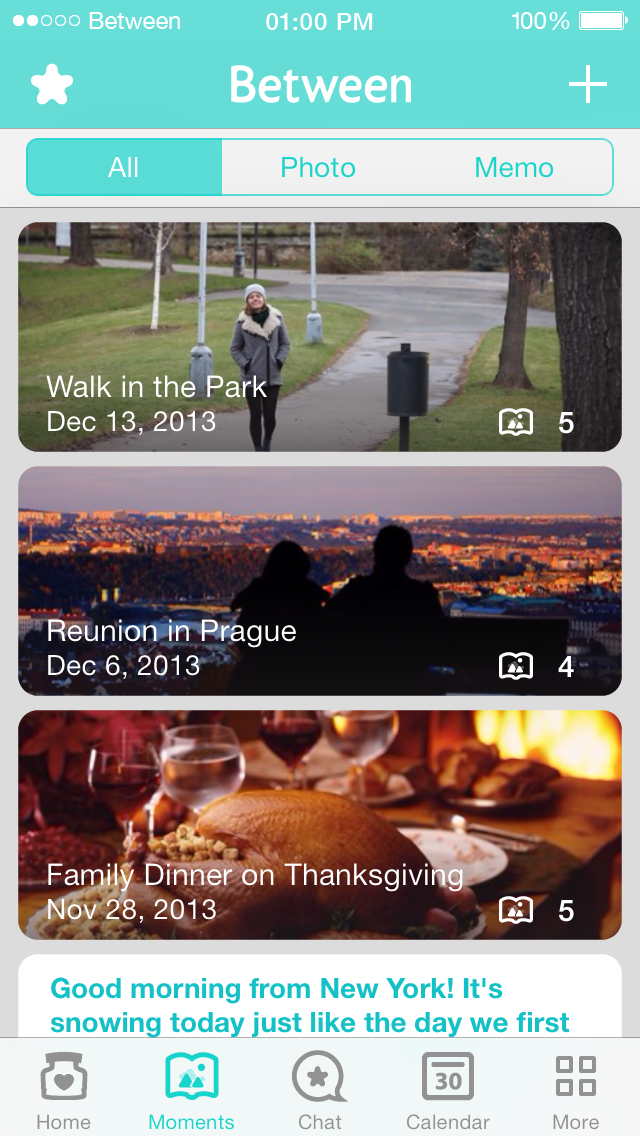 Between 01:00 PM 100%
Between
All Photo Memo
Walk in the Park
Dec 13, 2013 5
Reunion in Prague
Dec 6, 2013 4
Family Dinner on Thanksgiving
Nov 28, 2013 5
Good morning from New York! It's
snowing today just like the day we first
30
Home Moments Chat Calendar More